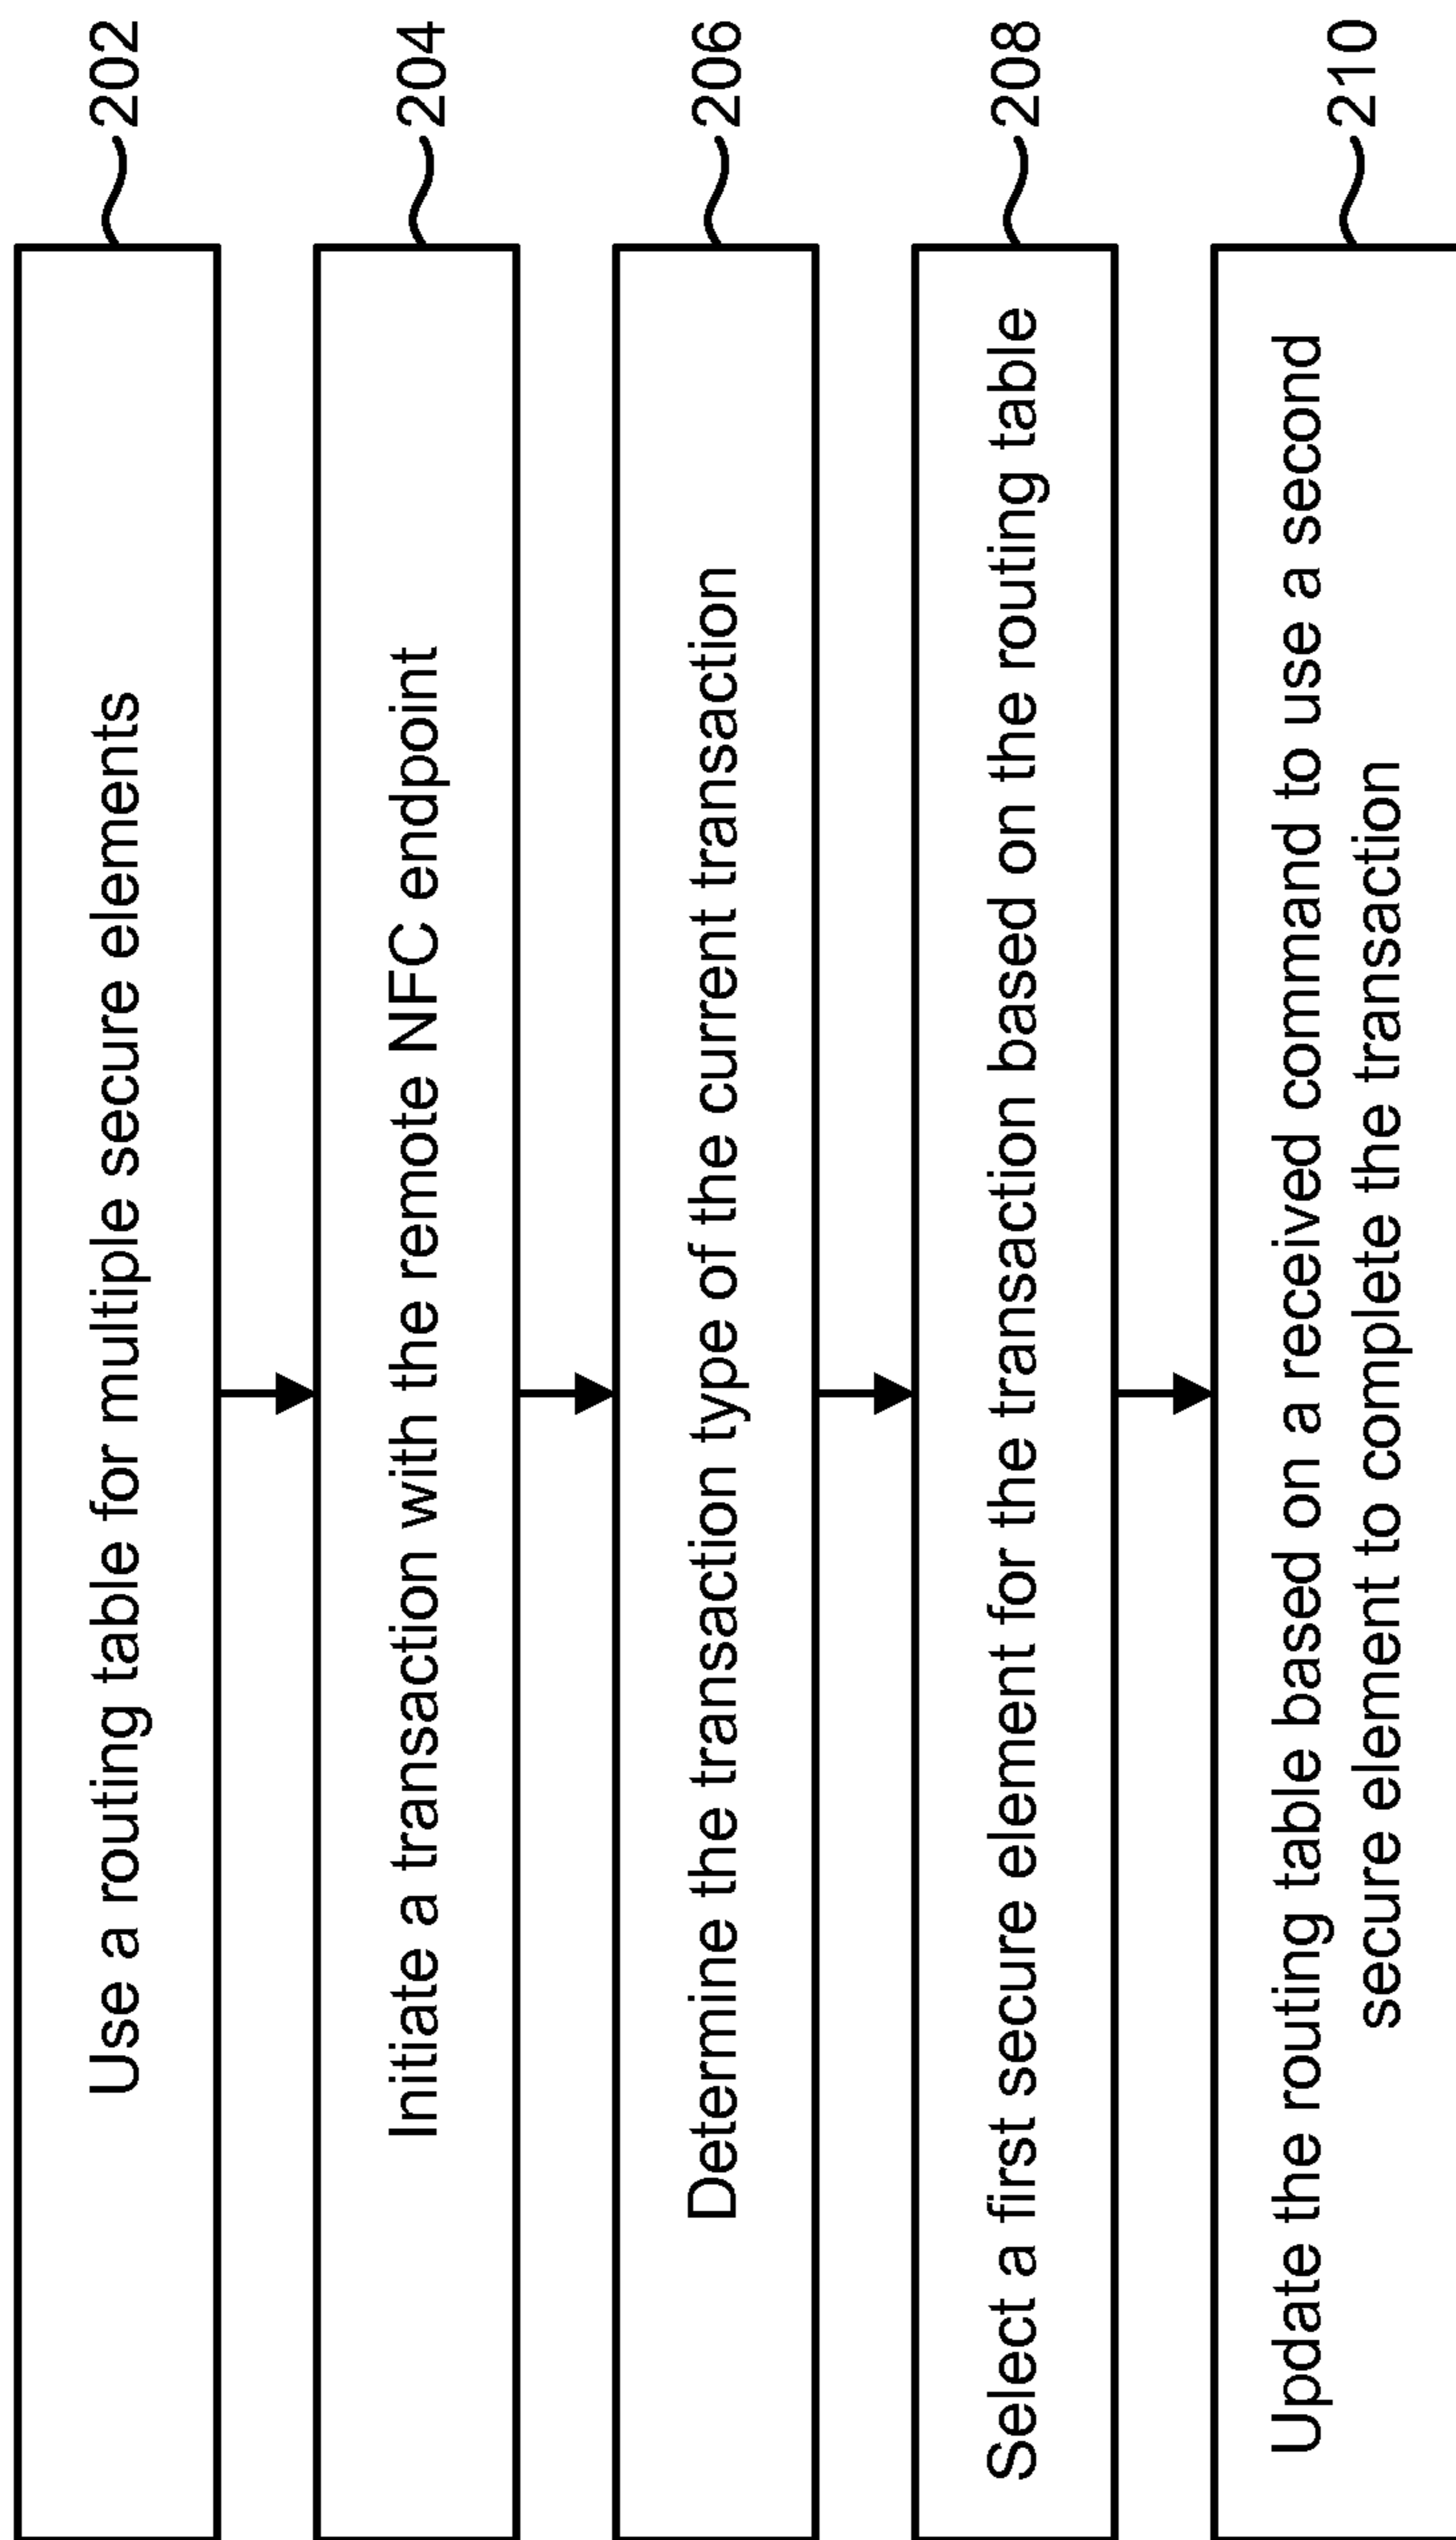 Use a routing table for multiple secure elements
202
Initiate a transaction with the remote NFC endpoint
204
Determine the transaction type of the current transaction
206
Select a first secure element for the transaction based on the routing table
208
Update the routing table based on a received command to use a second
secure element to complete the transaction
210